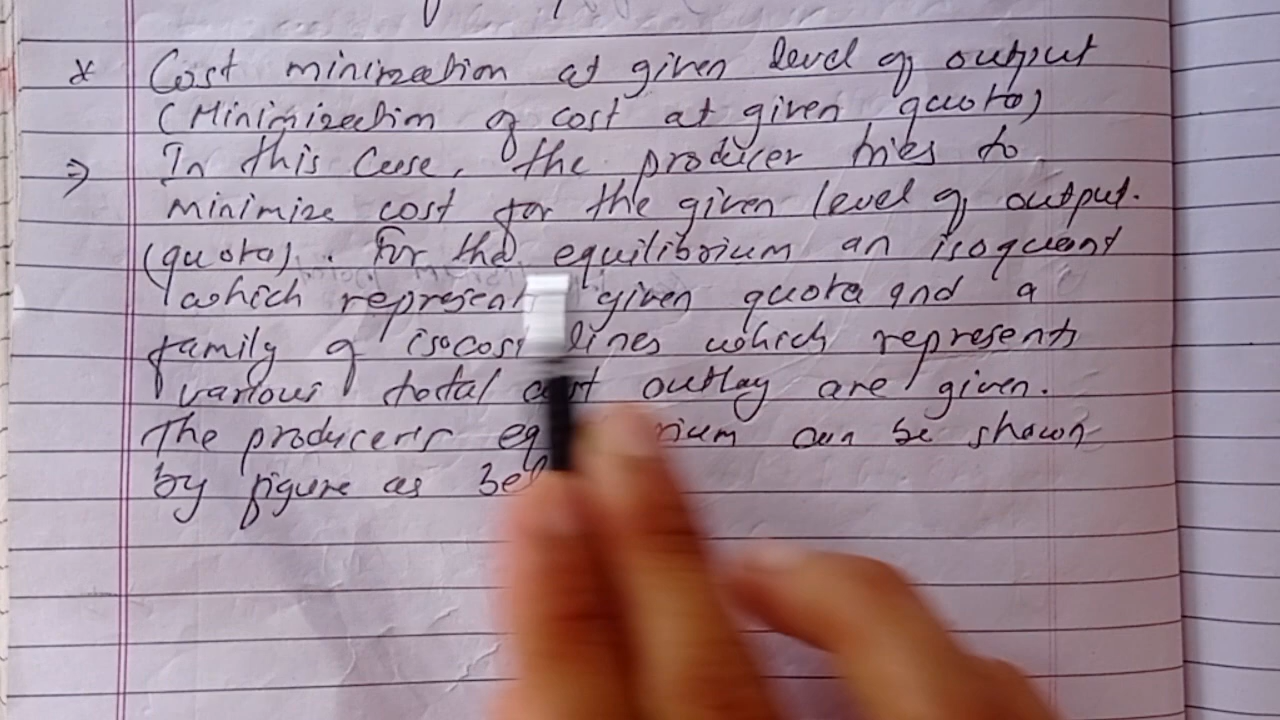 * Cost minimization at given level of output
(Minimization of cost at given quota)
⇒ In this case, the producer tries to
minimize cost for the given level of output.
(quota). For the equilibrium an isoquant
which represent given quota and a
family of isocost lines which represents
various total cost outlay are given.
The producer's can be shown
by figure as